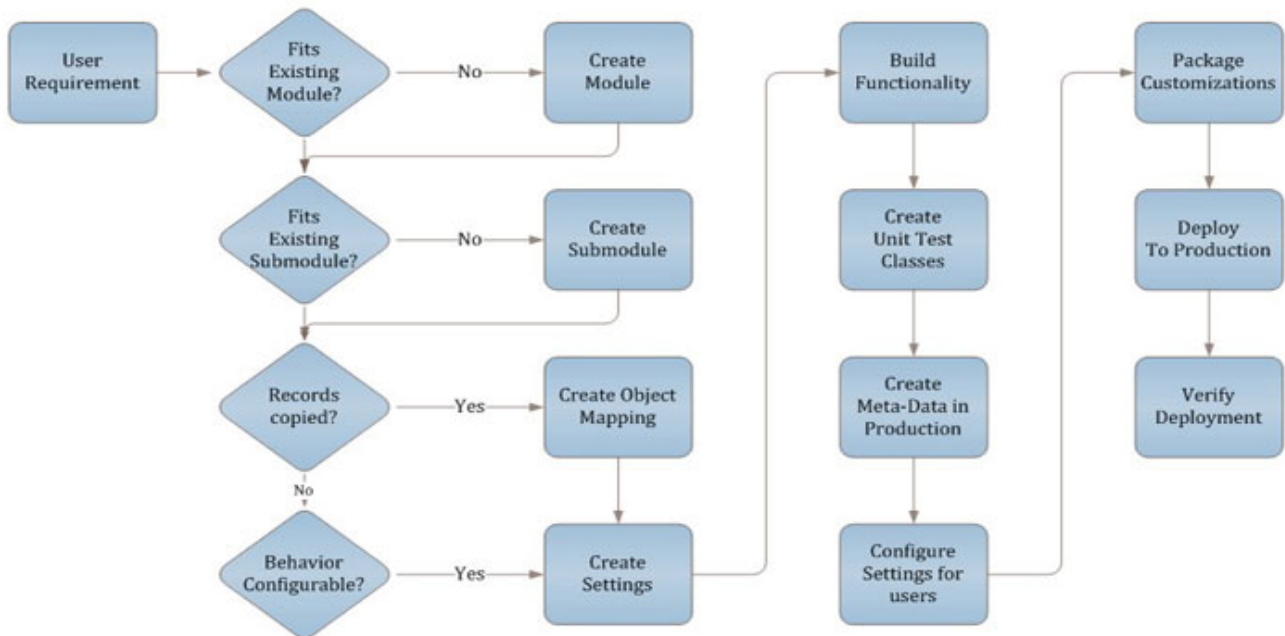 User
Requirement
Fits
Existing
Module?
No
Create
Module
Fits
Existing
Submodule?
No
Create
Submodule
Records
copied?
Yes
Create Object
Mapping
No
Behavior
Configurable?
Yes
Create
Settings
Build
Functionality
Create
Unit Test
Classes
Create
Meta-Data in
Production
Configure
Settings for
users
Package
Customizations
Deploy
To Production
Verify
Deployment